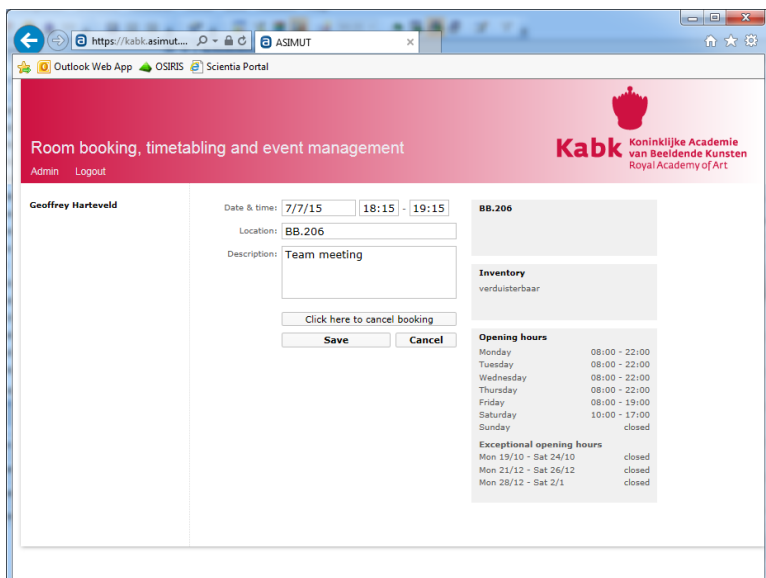 https://kabk.asimut....
ASIMUT
Outlook Web App OSIRIS Scientia Portal
Room booking, timetabling and event management
Admin Logout
Kabk Koninklijke Academie
van Beeldende Kunsten
Royal Academy of Art
Geoffrey Harteveld
Date & time: 7/7/15 18:15 - 19:15
Location: BB.206
Description: Team meeting
Click here to cancel booking
Save Cancel
BB.206
Inventory
verduisterbaar
Opening hours
Monday 08:00 - 22:00
Tuesday 08:00 - 22:00
Wednesday 08:00 - 22:00
Thursday 08:00 - 22:00
Friday 08:00 - 19:00
Saturday 10:00 - 17:00
Sunday closed
Exceptional opening hours
Mon 19/10 - Sat 24/10 closed
Mon 21/12 - Sat 26/12 closed
Mon 28/12 - Sat 2/1 closed